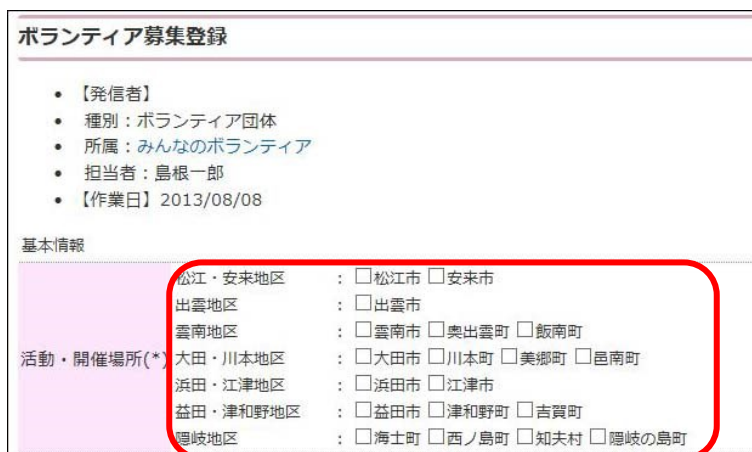 ボランティア募集登録
• 【発信者】
• 種別：ボランティア団体
• 所属：みんなのボランティア
• 担当者：島根一郎
• 【作業日】2013/08/08
基本情報
活動・開催場所(*)
松江・安来地区 ： □松江市 □安来市
出雲地区 ： □出雲市
雲南地区 ： □雲南市 □奥出雲町 □飯南町
大田・川本地区 ： □大田市 □川本町 □美郷町 □邑南町
浜田・江津地区 ： □浜田市 □江津市
益田・津和野地区 ： □益田市 □津和野町 □吉賀町
隠岐地区 ： □海士町 □西ノ島町 □知夫村 □隠岐の島町